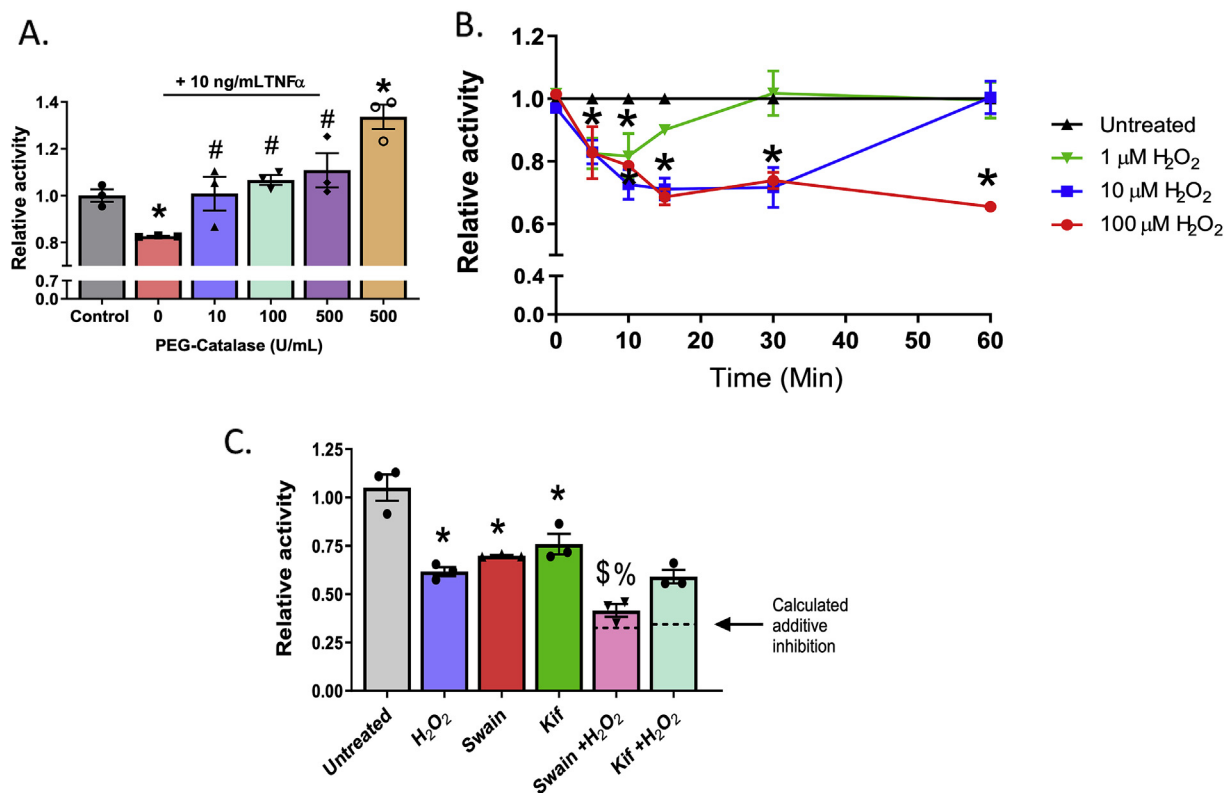 A.
+ 10 ng/mLTNFα
Relative activity
1.4
1.2
1.0
0.8
0.7
0.0
*
#
#
#
*
Control
0
10
100
500
500
PEG-Catalase (U/mL)
B.
Relative activity
1.2
1.0
0.8
0.6
0.4
0.0
*
*
*
*
*
*
0
10
20
30
40
50
60
Time (Min)
Untreated
1 μM H₂O₂
10 μM H₂O₂
100 μM H₂O₂
C.
Relative activity
1.25
1.00
0.75
0.50
0.25
0.00
*
*
*
$ %
Calculated
additive
inhibition
Untreated
H₂O₂
Swain
Kif
Swain +H₂O₂
Kif +H₂O₂